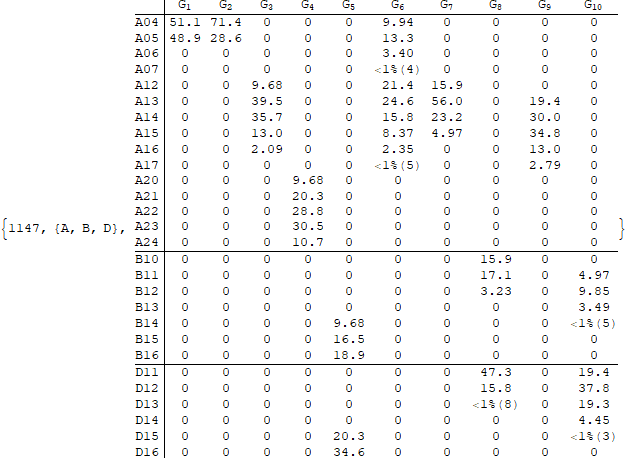 G₁ G₂ G₃ G₄ G₅ G₆ G₇ G₈ G₉ G₁₀
A04 51.1 71.4 0 0 0 9.94 0 0 0 0
A05 48.9 28.6 0 0 0 13.3 0 0 0 0
A06 0 0 0 0 0 3.40 0 0 0 0
A07 0 0 0 0 0 <1%(4) 0 0 0 0
A12 0 0 9.68 0 0 21.4 15.9 0 0 0
A13 0 0 39.5 0 0 24.6 56.0 0 19.4 0
A14 0 0 35.7 0 0 15.8 23.2 0 30.0 0
A15 0 0 13.0 0 0 8.37 4.97 0 34.8 0
A16 0 0 2.09 0 0 2.35 0 0 13.0 0
A17 0 0 0 0 0 <1%(5) 0 0 2.79 0
A20 0 0 0 9.68 0 0 0 0 0 0
A21 0 0 0 20.3 0 0 0 0 0 0
A22 0 0 0 28.8 0 0 0 0 0 0
{1147, {A, B, D}, A23 0 0 0 30.5 0 0 0 0 0 0 }
A24 0 0 0 10.7 0 0 0 0 0 0
B10 0 0 0 0 0 0 0 15.9 0 0
B11 0 0 0 0 0 0 0 17.1 0 4.97
B12 0 0 0 0 0 0 0 3.23 0 9.85
B13 0 0 0 0 0 0 0 0 0 3.49
B14 0 0 0 0 9.68 0 0 0 0 <1%(5)
B15 0 0 0 0 16.5 0 0 0 0 0
B16 0 0 0 0 18.9 0 0 0 0 0
D11 0 0 0 0 0 0 0 47.3 0 19.4
D12 0 0 0 0 0 0 0 15.8 0 37.8
D13 0 0 0 0 0 0 0 <1%(8) 0 19.3
D14 0 0 0 0 0 0 0 0 0 4.45
D15 0 0 0 0 20.3 0 0 0 0 <1%(3)
D16 0 0 0 0 34.6 0 0 0 0 0